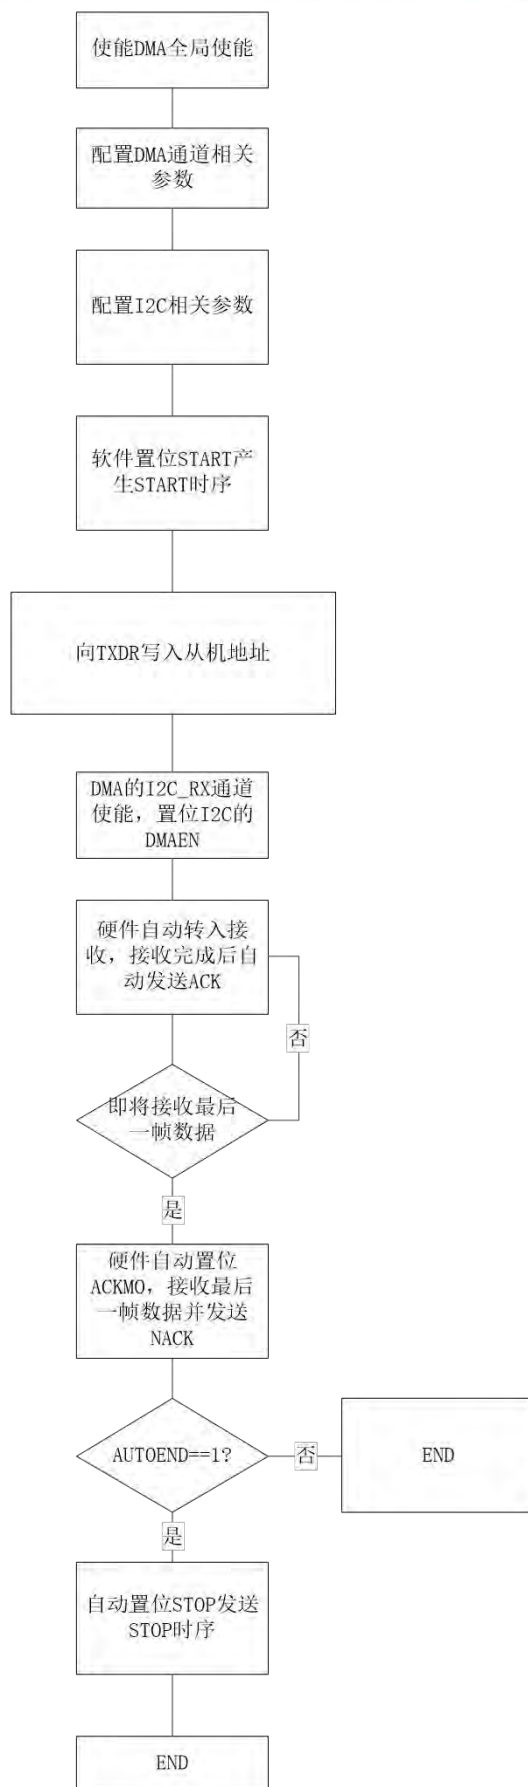 使能DMA全局使能
配置DMA通道相关
参数
配置I2C相关参数
软件置位START产
生START时序
向TXDR写入从机地址
DMA的I2C_RX通道
使能，置位I2C的
DMAEN
硬件自动转入接
收，接收完成后自
动发送ACK
否
即将接收最后
一帧数据
是
硬件自动置位
ACKMO，接收最后
一帧数据并发送
NACK
AUTOEND==1?
否
END
是
自动置位STOP发送
STOP时序
END